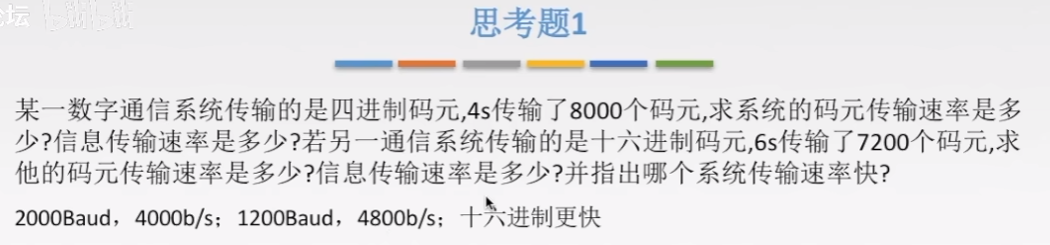 论坛 bilibili
思考题1
某一数字通信系统传输的是四进制码元,4s传输了8000个码元,求系统的码元传输速率是多
少?信息传输速率是多少?若另一通信系统传输的是十六进制码元,6s传输了7200个码元,求
他的码元传输速率是多少?信息传输速率是多少?并指出哪个系统传输速率快?
2000Baud，4000b/s；1200Baud，4800b/s；十六进制更快